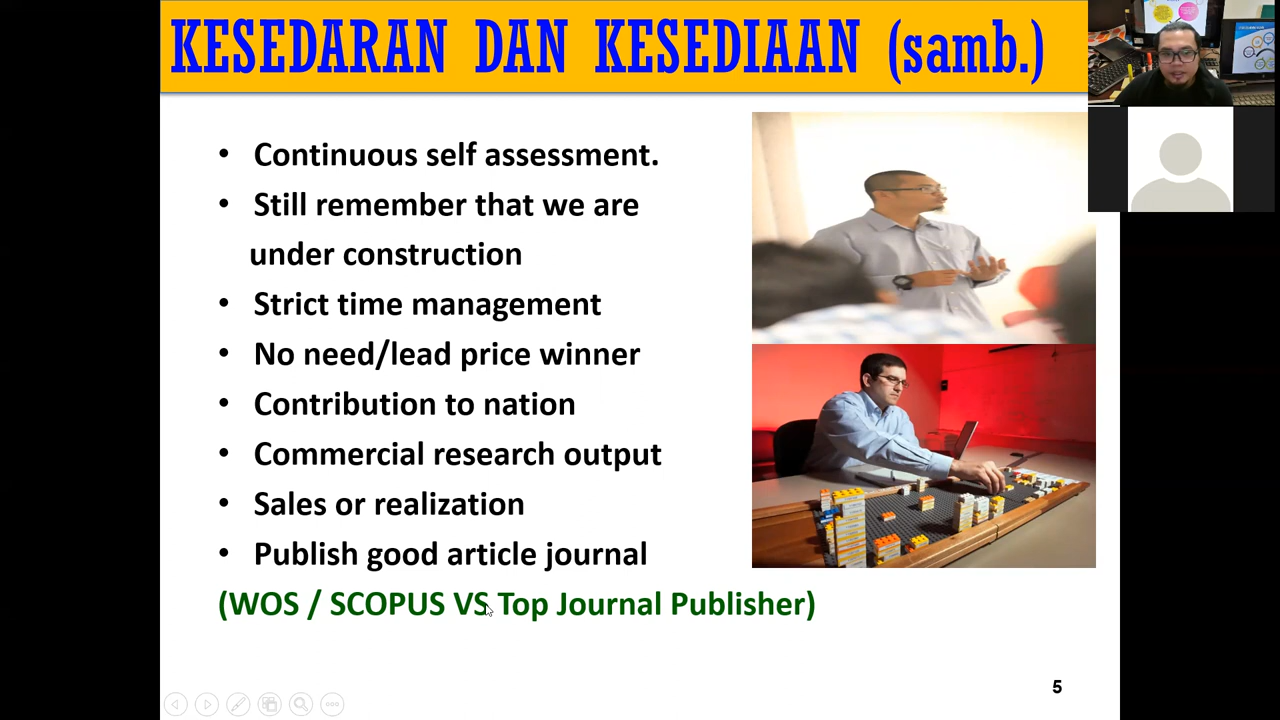 KESEDARAN DAN KESEDIAAN (samb.)
• Continuous self assessment.
• Still remember that we are
under construction
• Strict time management
• No need/lead price winner
• Contribution to nation
• Commercial research output
• Sales or realization
• Publish good article journal
(WOS / SCOPUS VS Top Journal Publisher)
5